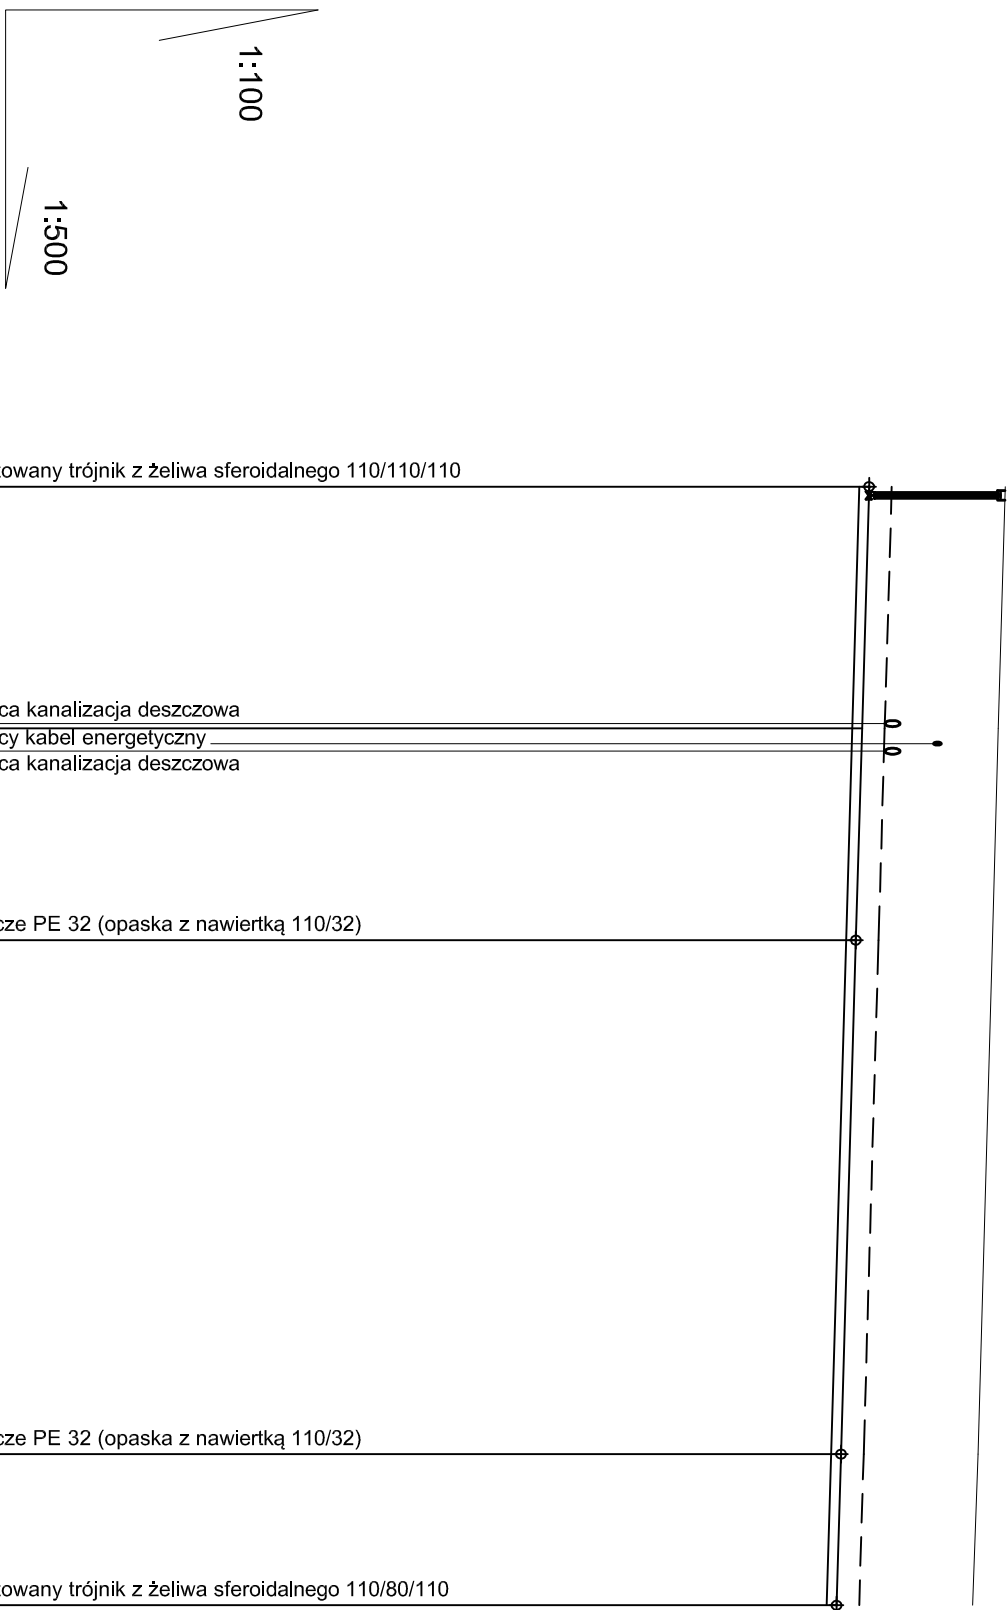 1:100
1:500
towany trójnik z żeliwa sferoidalnego 110/110/110
ca kanalizacja deszczowa
cy kabel energetyczny
ca kanalizacja deszczowa
cze PE 32 (opaska z nawiertką 110/32)
cze PE 32 (opaska z nawiertką 110/32)
towany trójnik z żeliwa sferoidalnego 110/80/110